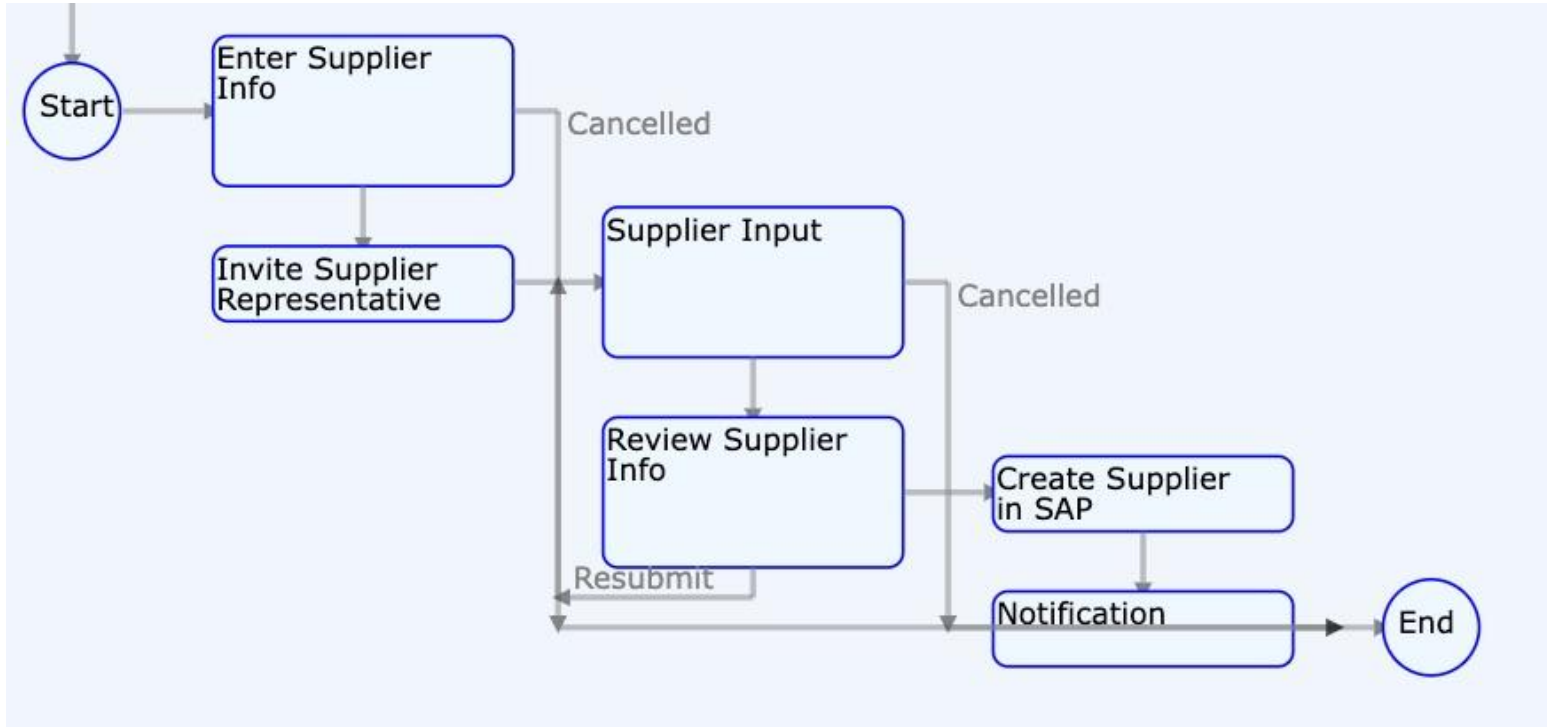 Start
Enter Supplier
Info
Cancelled
Invite Supplier
Representative
Supplier Input
Cancelled
Review Supplier
Info
Resubmit
Create Supplier
in SAP
Notification
End